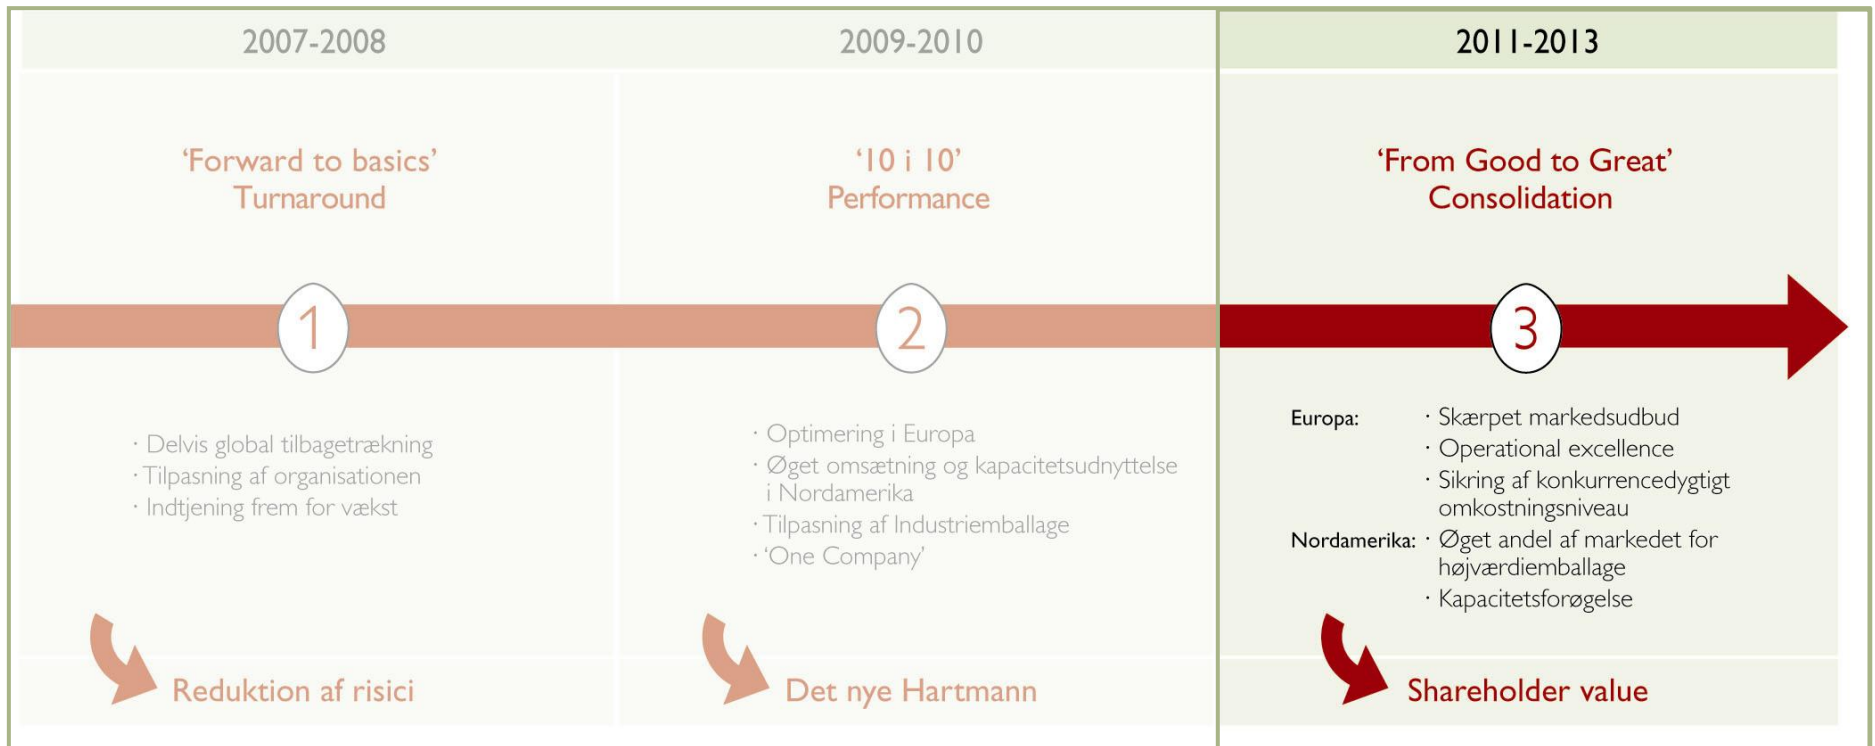 2007-2008
2009-2010
2011-2013
‘Forward to basics’
Turnaround
‘10 i 10’
Performance
‘From Good to Great’
Consolidation
1
2
3
· Delvis global tilbagetrækning
· Tilpasning af organisationen
· Indtjening frem for vækst
· Optimering i Europa
· Øget omsætning og kapacitetsudnyttelse
i Nordamerika
· Tilpasning af Industriemballage
· ‘One Company’
Europa: · Skærpet markedsudbud
· Operational excellence
· Sikring af konkurrencedygtigt
omkostningsniveau
Nordamerika: · Øget andel af markedet for
højværdiemballage
· Kapacitetsforøgelse
Reduktion af risici
Det nye Hartmann
Shareholder value